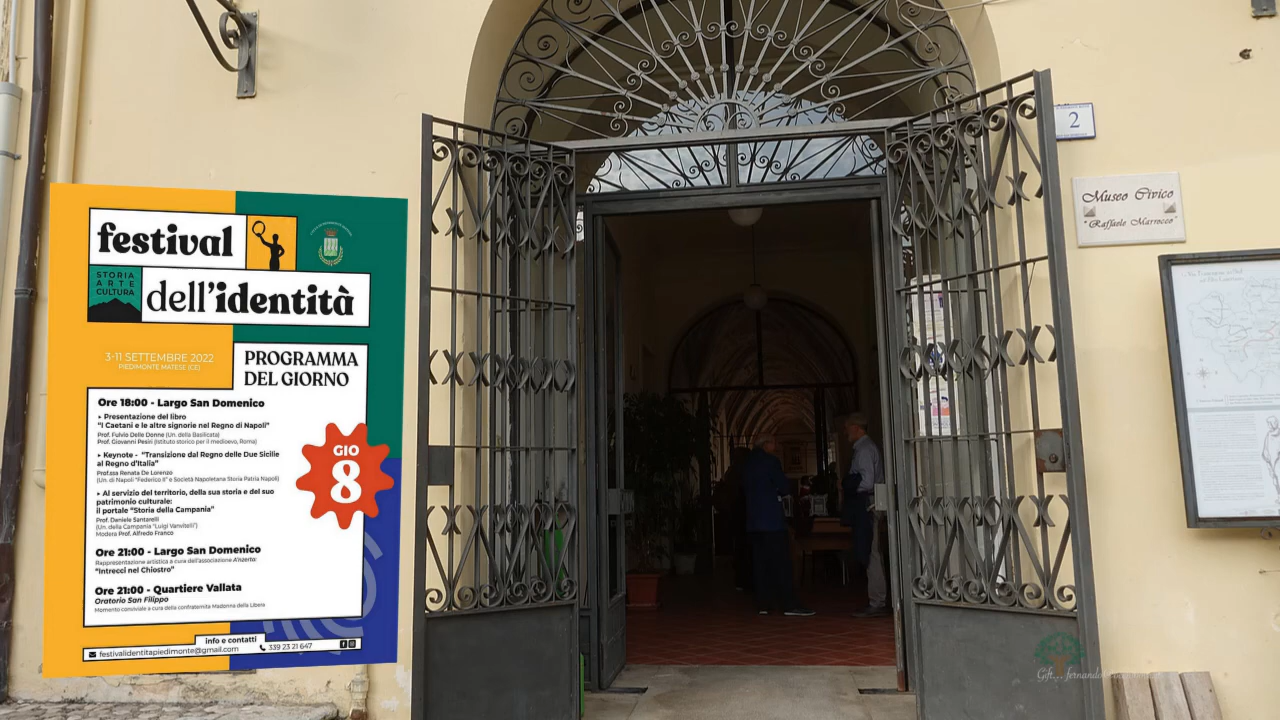 festival
STORIA
ARTE
CULTURA
dell'identità
3-11 SETTEMBRE 2022
PIEDIMONTE MATESE (CE)
PROGRAMMA
DEL GIORNO
Ore 18:00 - Largo San Domenico
▸ Presentazione del libro
"I Caetani e le altre signorie nel Regno di Napoli"
Prof. Fulvio Delle Donne (Un. della Basilicata)
Prof. Giovanni Pesiri (Istituto storico per il medioevo, Roma)
▸ Keynote - "Transizione dal Regno delle Due Sicilie
al Regno d'Italia"
Prof.ssa Renata De Lorenzo
(Un. di Napoli "Federico II" e Società Napoletana Storia Patria Napoli)
▸ Al servizio del territorio, della sua storia e del suo
patrimonio culturale:
il portale "Storia della Campania"
Prof. Daniele Santarelli
(Un. della Campania "Luigi Vanvitelli")
Modera Prof. Alfredo Franco
GIO
8
Ore 21:00 - Largo San Domenico
Rappresentazione artistica a cura dell'associazione A'nzerta:
"Intrecci nel Chiostro"
Ore 21:00 - Quartiere Vallata
Oratorio San Filippo
Momento conviviale a cura della confraternita Madonna della Libera
info e contatti
festivalidentitapiedimonte@gmail.com
339 23 21 647
2
Museo Civico
"Raffaele Marrocco"
Gift... fernando